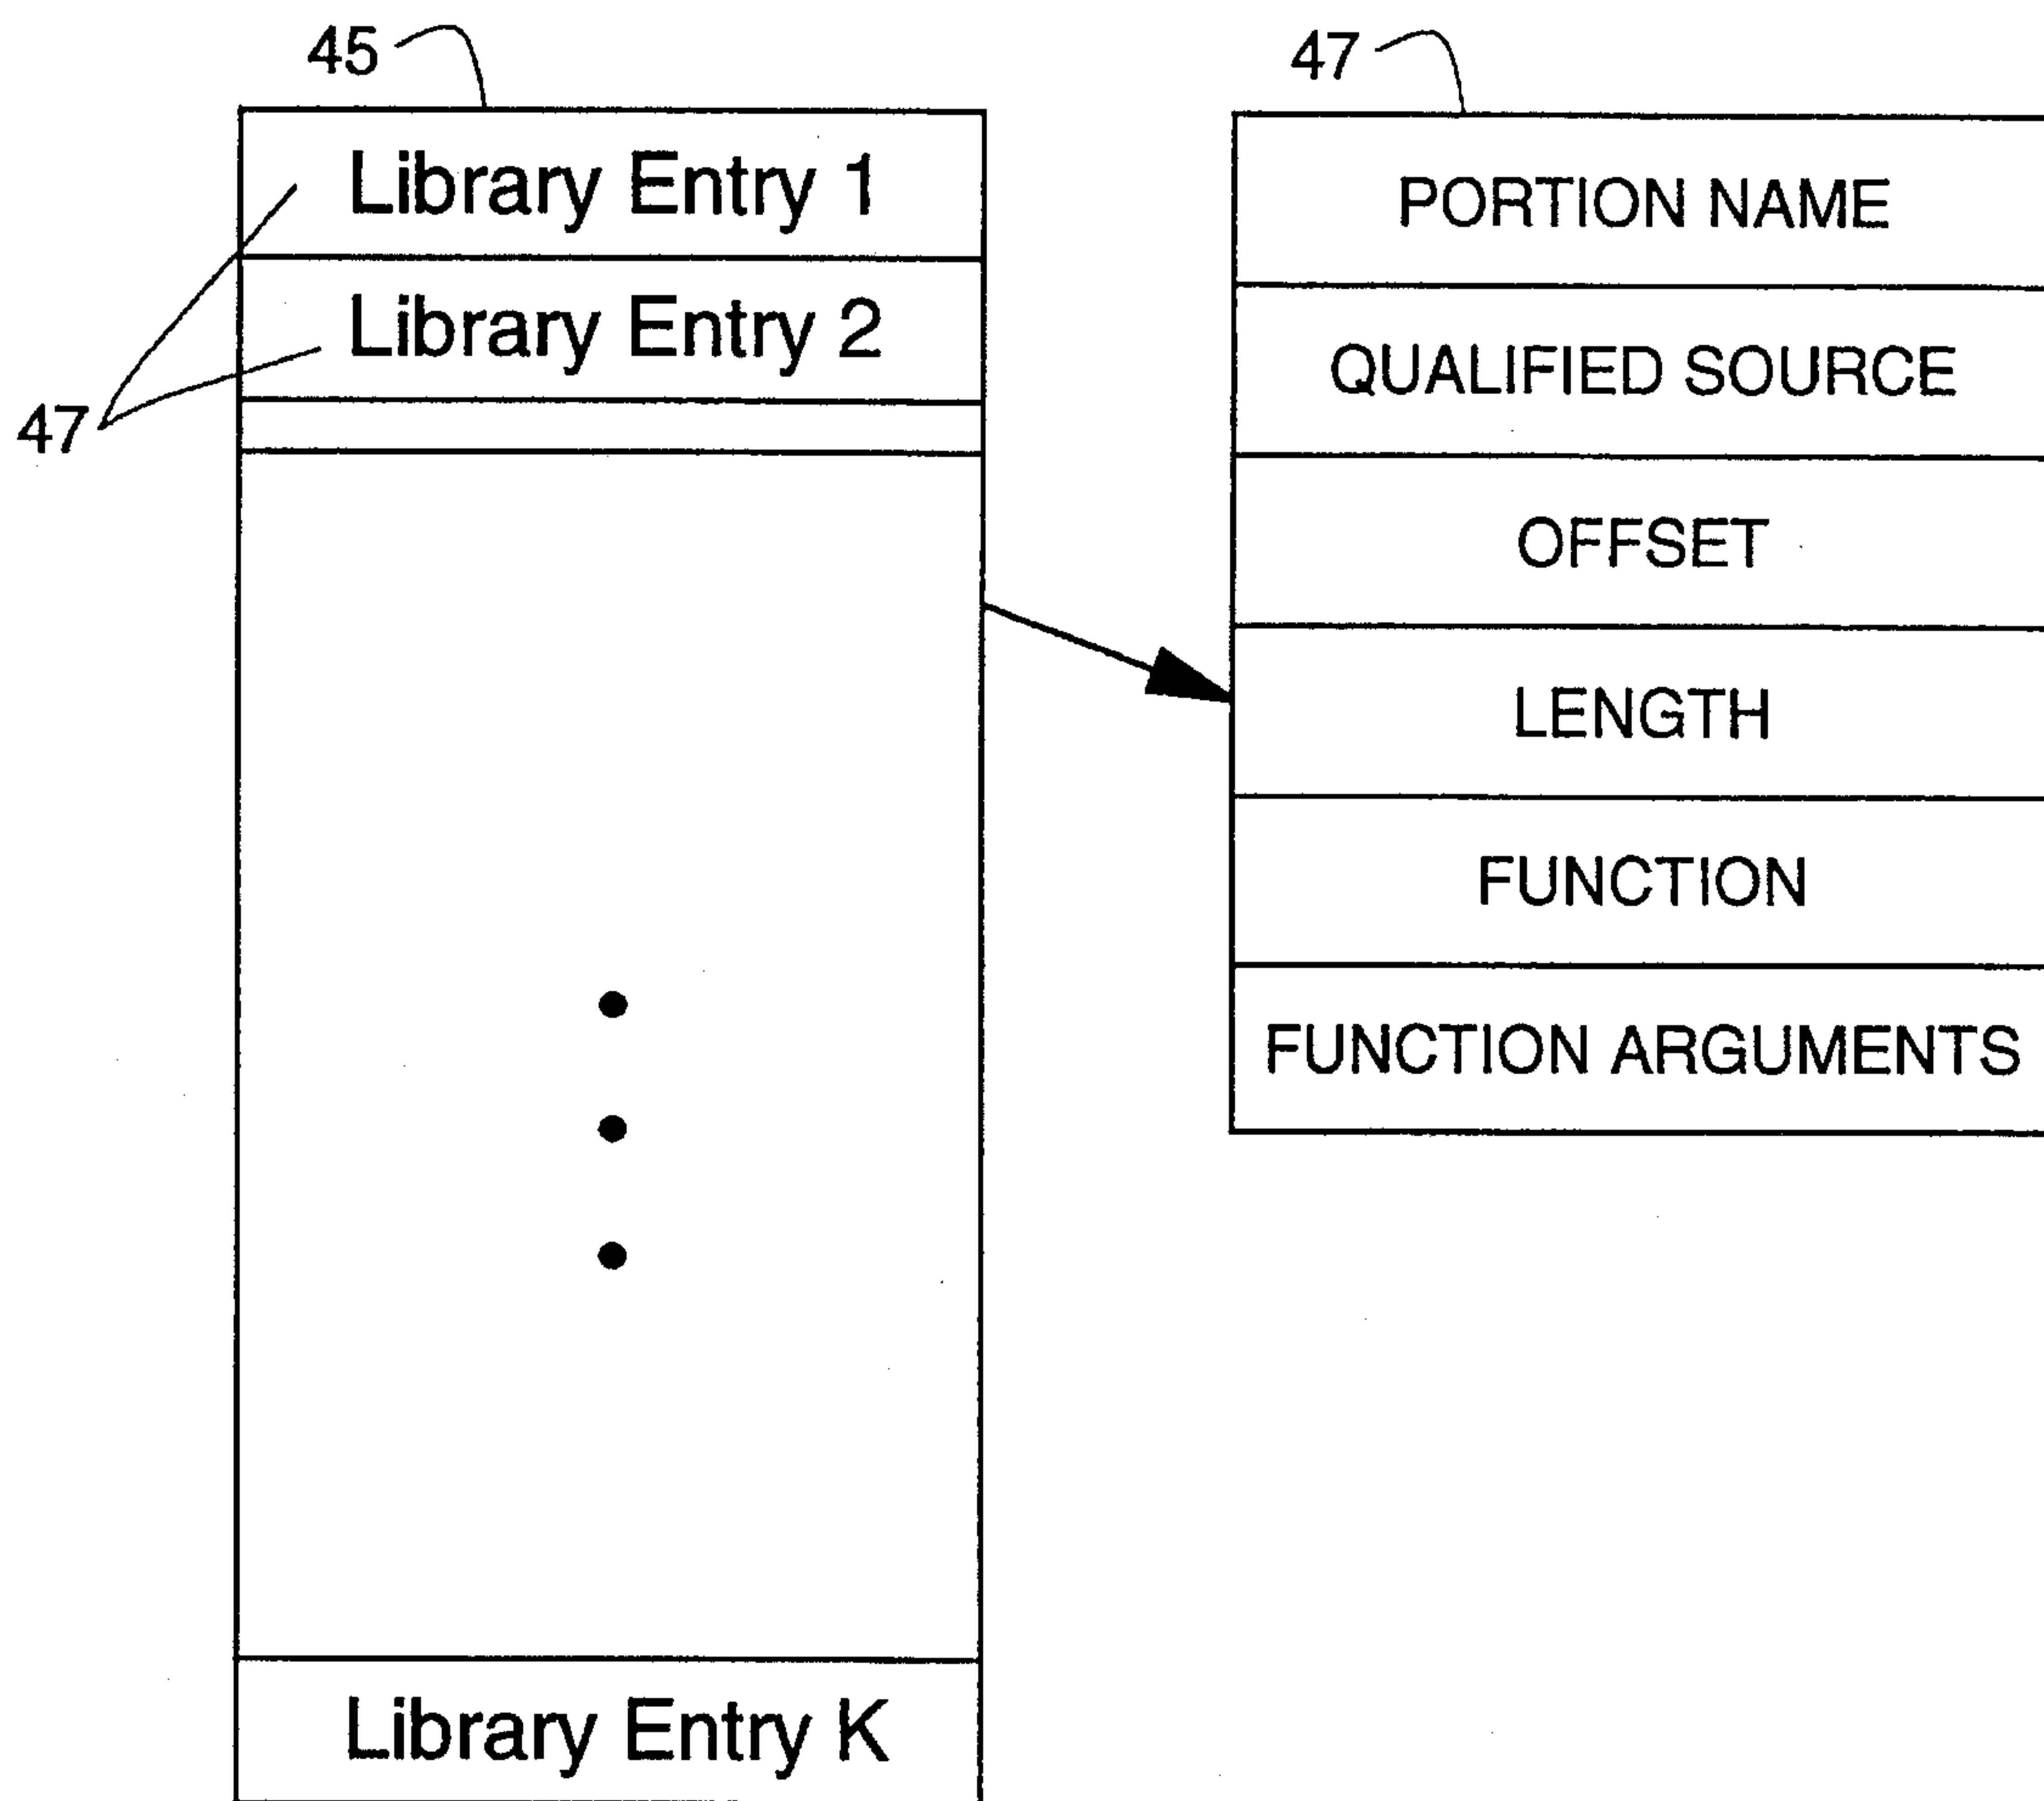 45
Library Entry 1
Library Entry 2
47
Library Entry K
47
PORTION NAME
QUALIFIED SOURCE
OFFSET
LENGTH
FUNCTION
FUNCTION ARGUMENTS